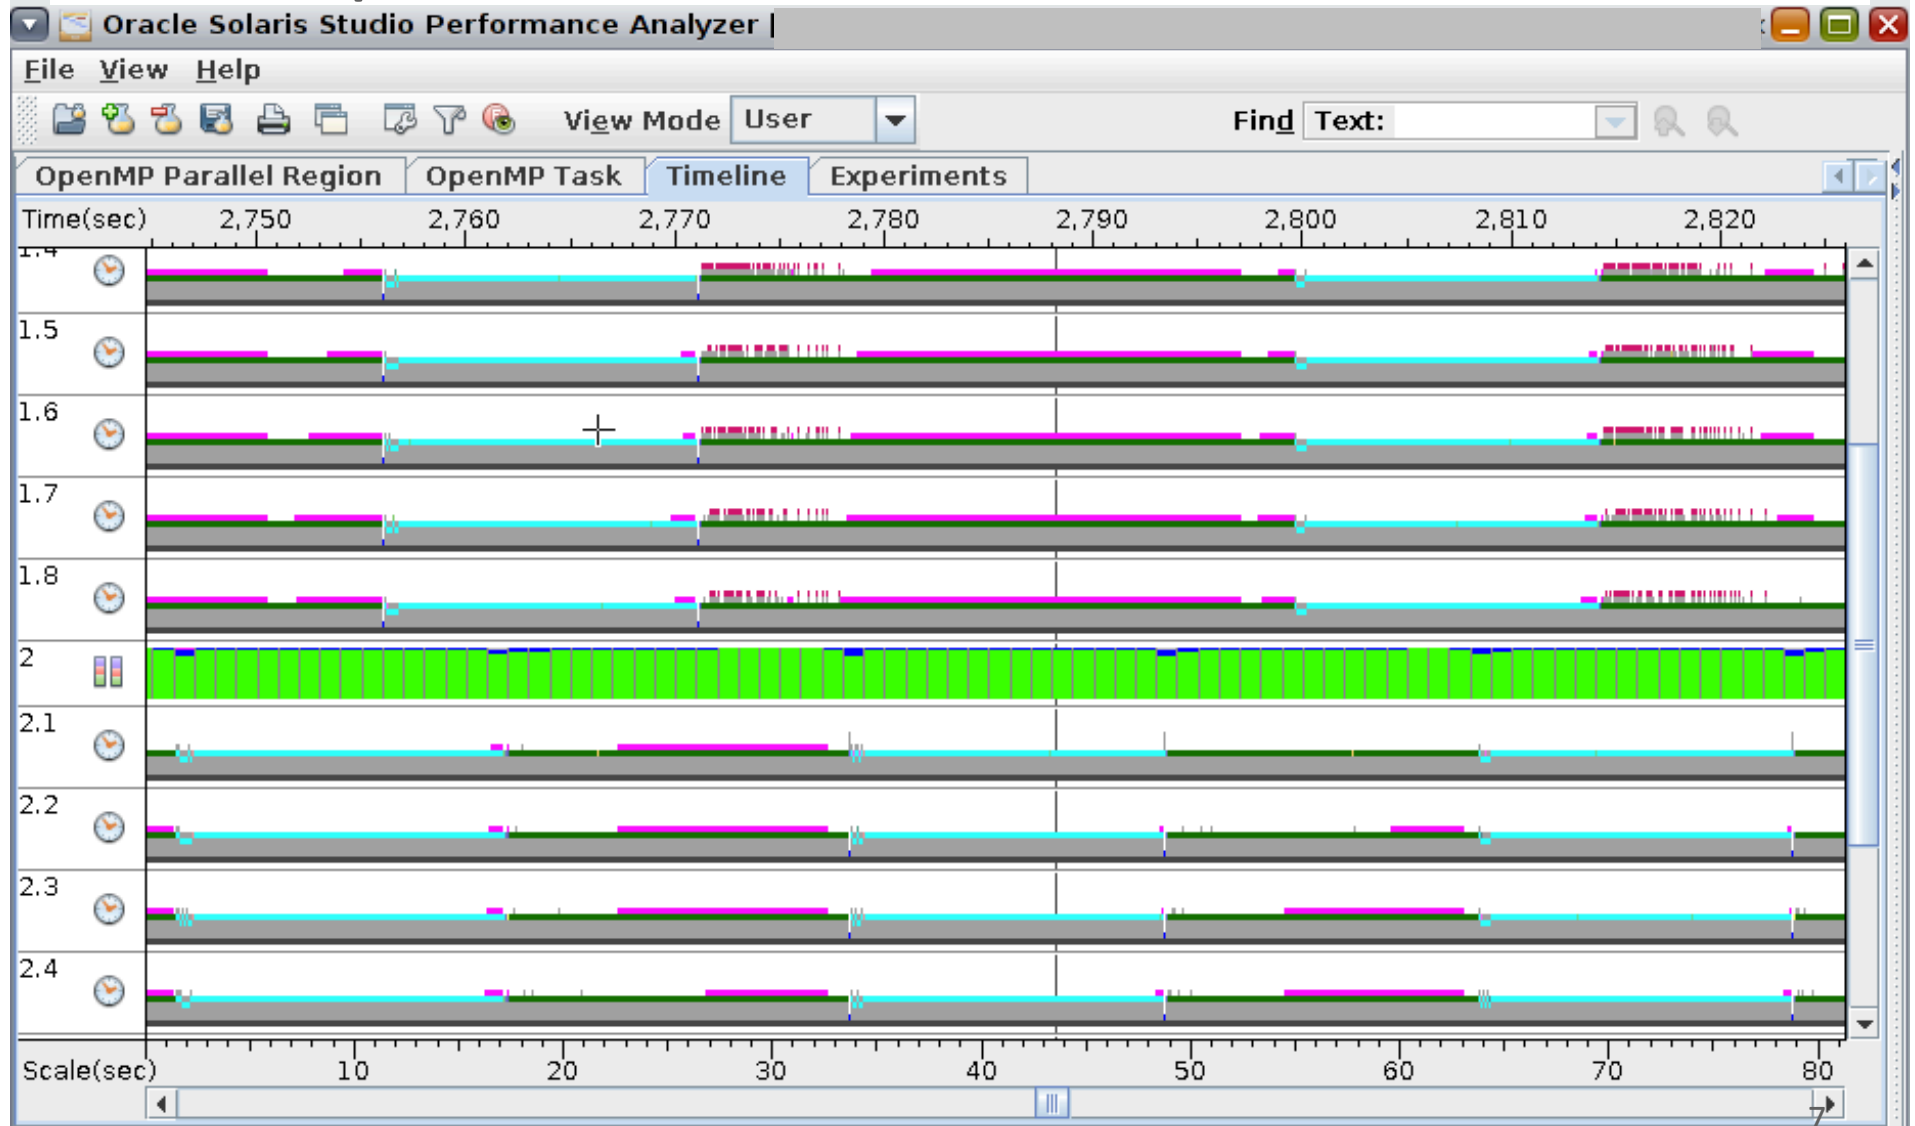 Oracle Solaris Studio Performance Analyzer [
File View Help
View Mode User Find Text:
OpenMP Parallel Region OpenMP Task Timeline Experiments
Time(sec) 2,750 2,760 2,770 2,780 2,790 2,800 2,810 2,820
1.4
1.5
1.6
1.7
1.8
2
2.1
2.2
2.3
2.4
Scale(sec) 10 20 30 40 50 60 70 80
7